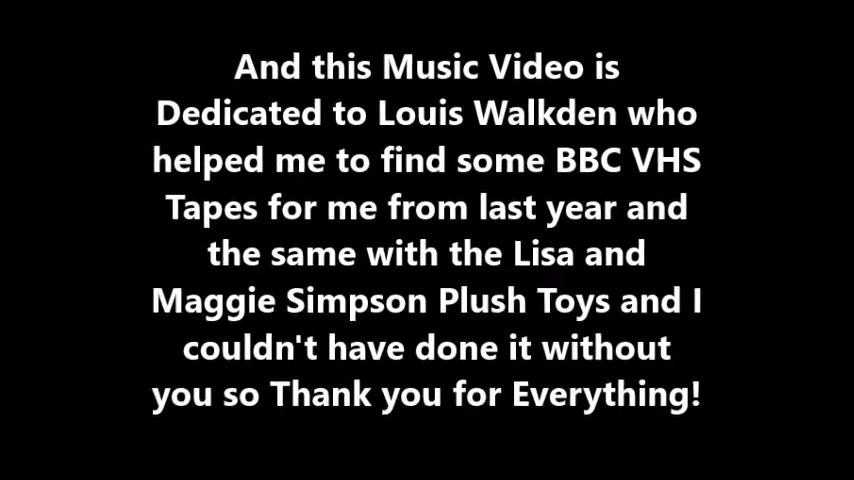 And this Music Video is
Dedicated to Louis Walkden who
helped me to find some BBC VHS
Tapes for me from last year and
the same with the Lisa and
Maggie Simpson Plush Toys and I
couldn't have done it without
you so Thank you for Everything!